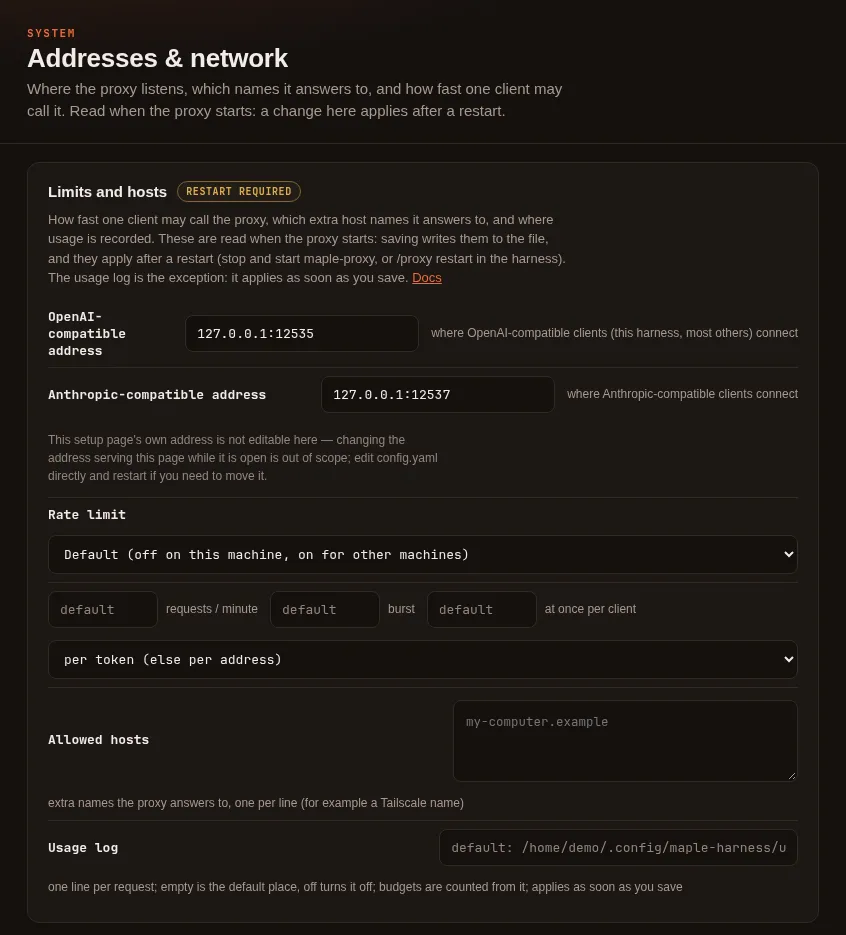 SYSTEM
Addresses & network
Where the proxy listens, which names it answers to, and how fast one client may
call it. Read when the proxy starts: a change here applies after a restart.
Limits and hosts RESTART REQUIRED
How fast one client may call the proxy, which extra host names it answers to, and where
usage is recorded. These are read when the proxy starts: saving writes them to the file,
and they apply after a restart (stop and start maple-proxy, or /proxy restart in the harness).
The usage log is the exception: it applies as soon as you save. Docs
OpenAI-
compatible
address
127.0.0.1:12535 where OpenAI-compatible clients (this harness, most others) connect
Anthropic-compatible address 127.0.0.1:12537 where Anthropic-compatible clients connect
This setup page's own address is not editable here — changing the
address serving this page while it is open is out of scope; edit config.yaml
directly and restart if you need to move it.
Rate limit
Default (off on this machine, on for other machines)
default requests / minute default burst default at once per client
per token (else per address)
Allowed hosts my-computer.example
extra names the proxy answers to, one per line (for example a Tailscale name)
Usage log default: /home/demo/.config/maple-harness/u
one line per request; empty is the default place, off turns it off; budgets are counted from it; applies as soon as you save